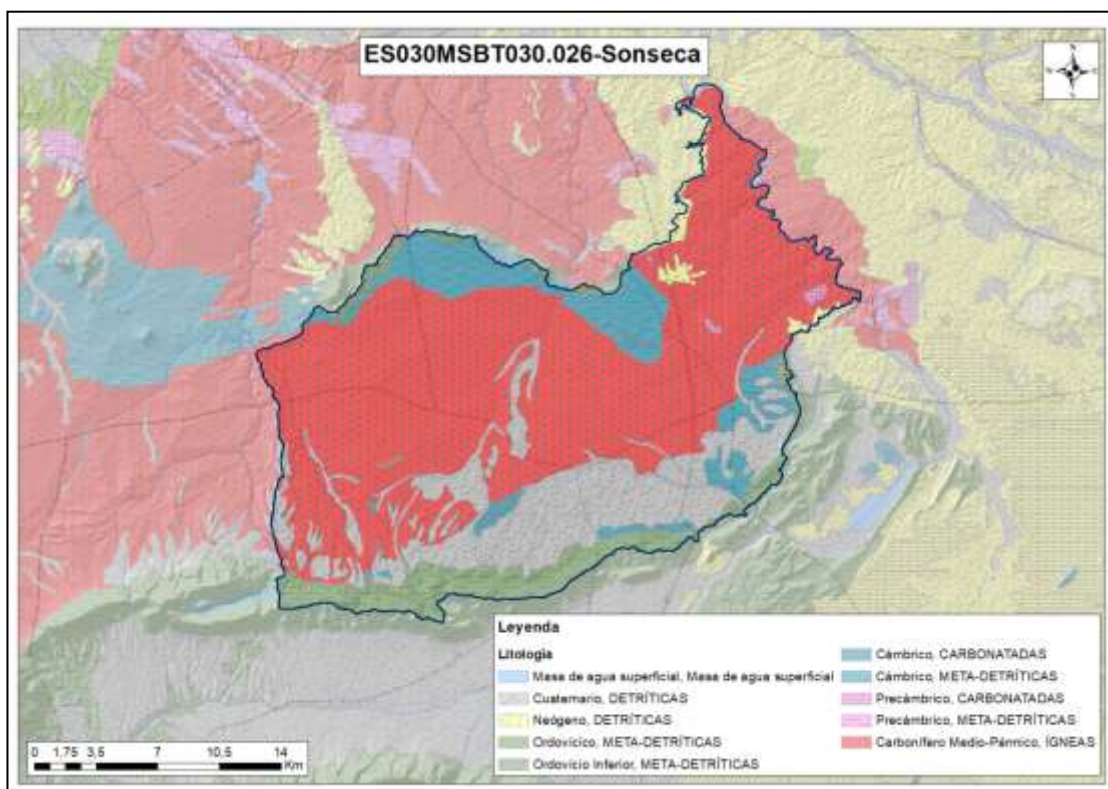 ES030MSBT030.026-Sonseca
N
Leyenda
Litología
Masa de agua superficial, Masa de agua superficial
Cuaternario, DETRÍTICAS
Neógeno, DETRÍTICAS
Ordovícico, META-DETRÍTICAS
Ordovicio Inferior, META-DETRÍTICAS
Cámbrico, CARBONATADAS
Cámbrico, META-DETRÍTICAS
Precámbrico, CARBONATADAS
Precámbrico, META-DETRÍTICAS
Carbonífero Medio-Pérmico, ÍGNEAS
0 1,75 3,5 7 10,5 14
Km